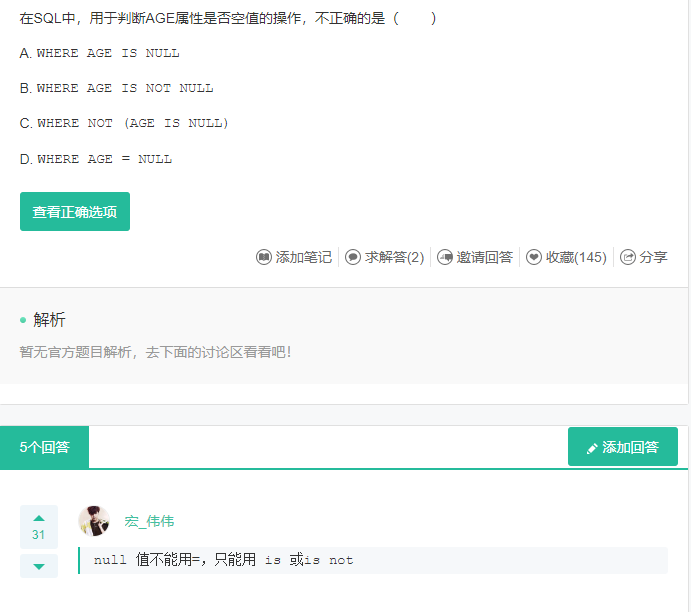 在SQL中，用于判断AGE属性是否空值的操作，不正确的是（　　）
A. WHERE AGE IS NULL
B. WHERE AGE IS NOT NULL
C. WHERE NOT (AGE IS NULL)
D. WHERE AGE = NULL
查看正确选项
添加笔记 求解答(2) 邀请回答 收藏(145) 分享
解析
暂无官方题目解析，去下面的讨论区看看吧！
5个回答 添加回答
31
宏_伟伟
null 值不能用=，只能用 is 或is not